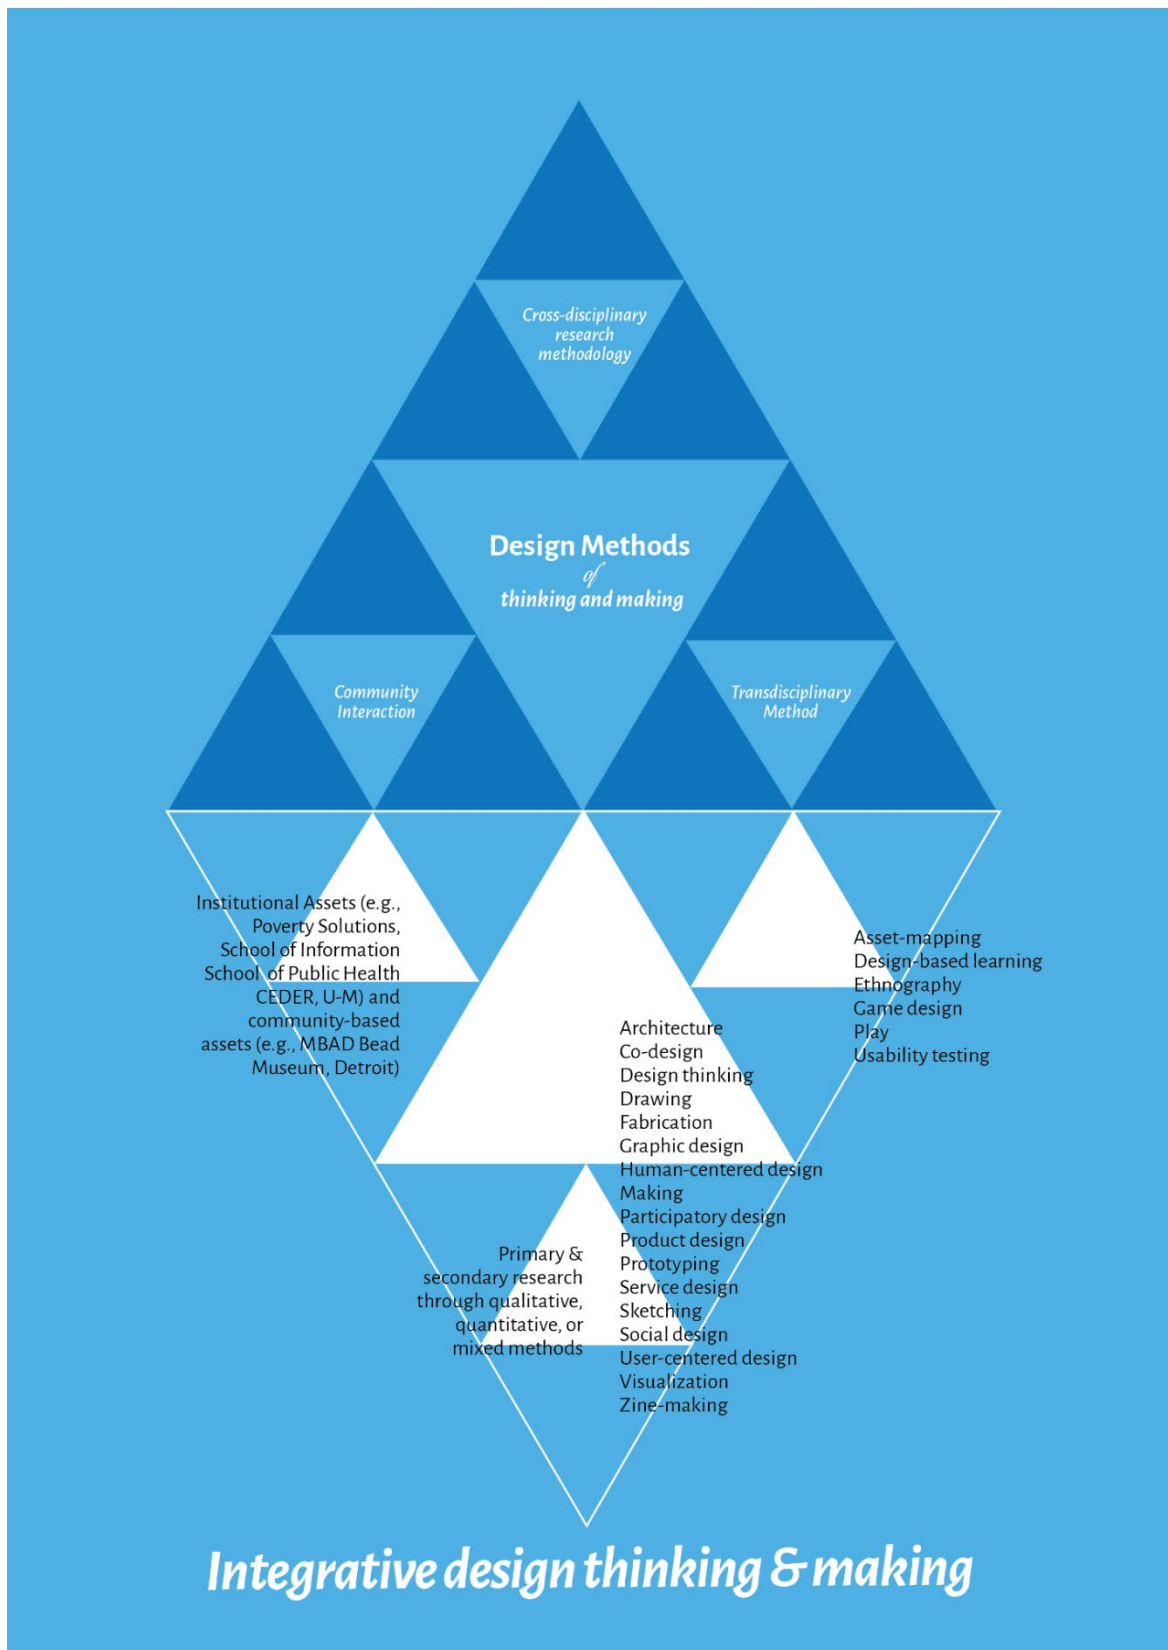 Cross-disciplinary
research
methodology
Design Methods
of
thinking and making
Community
Interaction
Transdisciplinary
Method
Institutional Assets (e.g.,
Poverty Solutions,
School of Information
School of Public Health
CEDER, U-M) and
community-based
assets (e.g., MBAD Bead
Museum, Detroit)
Asset-mapping
Design-based learning
Ethnography
Game design
Play
Usability testing
Architecture
Co-design
Design thinking
Drawing
Fabrication
Graphic design
Human-centered design
Making
Participatory design
Product design
Prototyping
Service design
Sketching
Social design
User-centered design
Visualization
Zine-making
Primary &
secondary research
through qualitative,
quantitative, or
mixed methods
Integrative design thinking & making